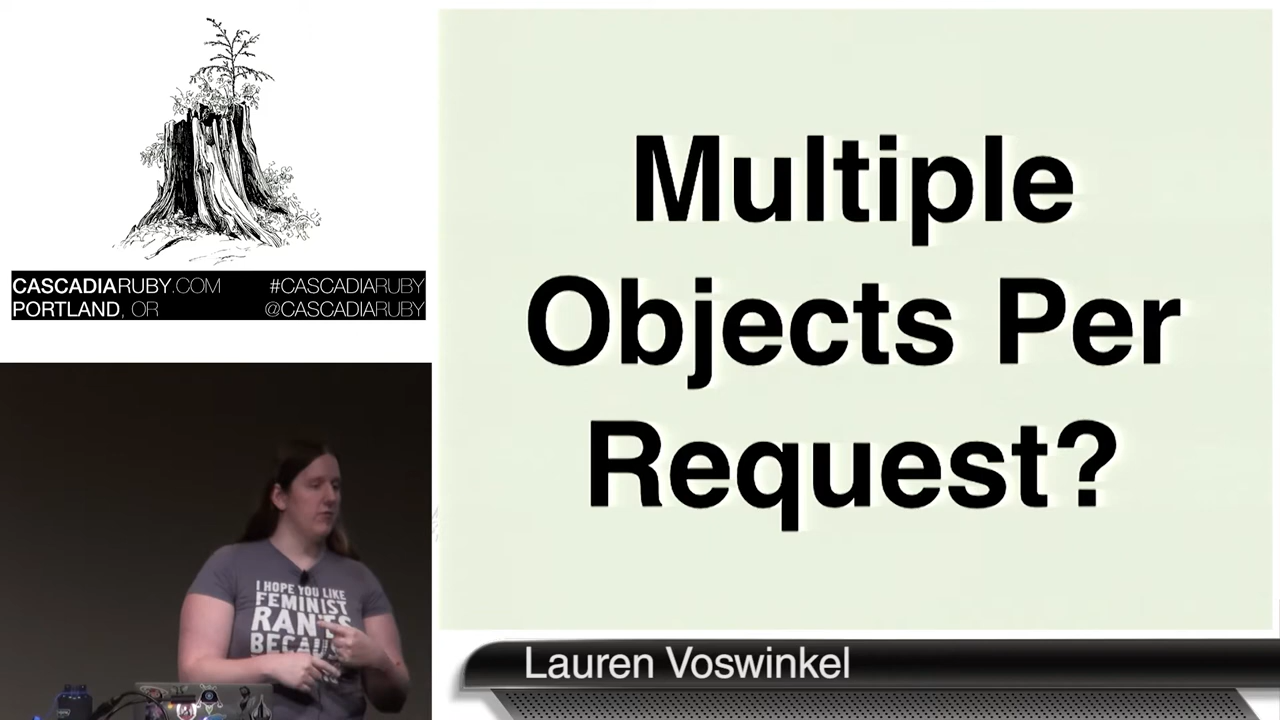 CASCADIARUBY.COM #CASCADIARUBY
PORTLAND, OR @CASCADIARUBY
Multiple
Objects Per
Request?
I HOPE YOU LIKE
FEMINIST
RANTS
Lauren Voswinkel